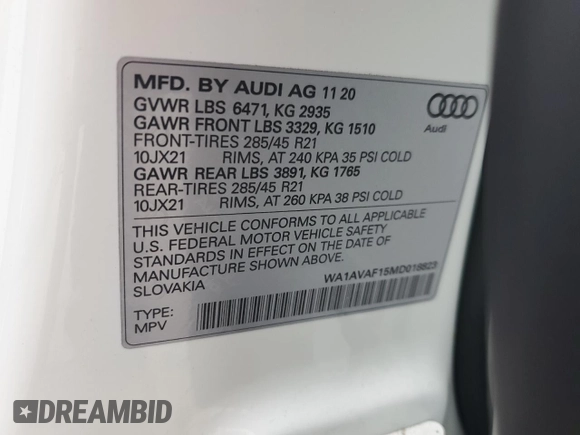 MFD. BY AUDI AG 11 20
GVWR LBS 6471, KG 2935
GAWR FRONT LBS 3329, KG 1510
FRONT-TIRES 285/45 R21
10JX21 RIMS, AT 240 KPA 35 PSI COLD
GAWR REAR LBS 3891, KG 1765
REAR-TIRES 285/45 R21
10JX21 RIMS, AT 260 KPA 38 PSI COLD
Audi
THIS VEHICLE CONFORMS TO ALL APPLICABLE
U.S. FEDERAL MOTOR VEHICLE SAFETY
STANDARDS IN EFFECT ON THE DATE OF
MANUFACTURE SHOWN ABOVE.
SLOVAKIA
TYPE:
MPV
DREAMBID